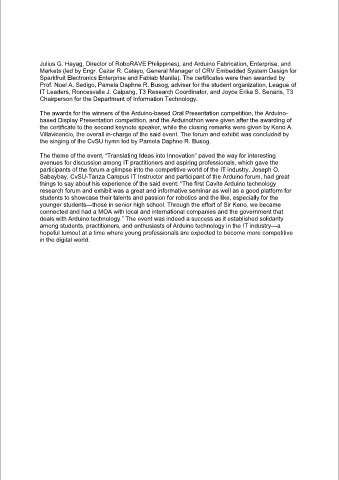 Julius G. Hayag, Director of RoboRAVE Philippines), and Arduino Fabrication, Enterprise, and
Markets (led by Engr. Cezar R. Calayo, General Manager of CRV Embedded System Design for
Sparkfruit Electronics Enterprise and Fablab Manila). The certificates were then awarded by
Prof. Noel A. Sedigo, Pamela Daphne R. Busog, adviser for the student organization, League of
IT Leaders, Roncesvalle J. Caipang, T3 Research Coordinator, and Joyce Erika S. Senaris, T3
Chairperson for the Department of Information Technology.
The awards for the winners of the Arduino-based Oral Presentation competition, the Arduino-
based Display Presentation competition, and the Arduinothon were given after the awarding of
the certificate to the second keynote speaker, while the closing remarks were given by Keno A.
Villavicencio, the overall in-charge of the said event. The forum and exhibit was concluded by
the singing of the CvSU hymn led by Pamela Daphne R. Busog.
The theme of the event, “Translating Ideas into Innovation” paved the way for interesting
avenues for discussion among IT practitioners and aspiring professionals, which gave the
participants of the forum a glimpse into the competitive world of the IT industry. Joseph O.
Sabaybay, CvSU-Tanza Campus IT Instructor and participant of the Arduino forum, had great
things to say about his experience of the said event: “The first Cavite Arduino technology
research forum and exhibit was a great and informative seminar as well as a good platform for
students to showcase their talents and passion for robotics and the like, especially for the
younger students—those in senior high school. Through the effort of Sir Keno, we became
connected and had a MOA with local and international companies and the government that
deals with Arduino technology.” The event was indeed a success as it established solidarity
among students, practitioners, and enthusiasts of Arduino technology in the IT industry—a
hopeful turnout at a time where young professionals are expected to become more competitive
in the digital world.